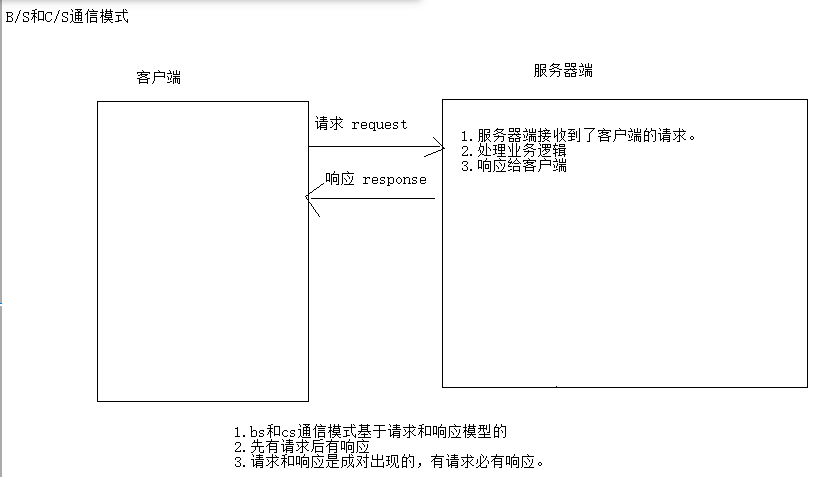 B/S和C/S通信模式
客户端
服务器端
请求 request
响应 response
1.服务器端接收到了客户端的请求。
2.处理业务逻辑
3.响应给客户端
1.bs和cs通信模式基于请求和响应模型的
2.先有请求后有响应
3.请求和响应是成对出现的，有请求必有响应。